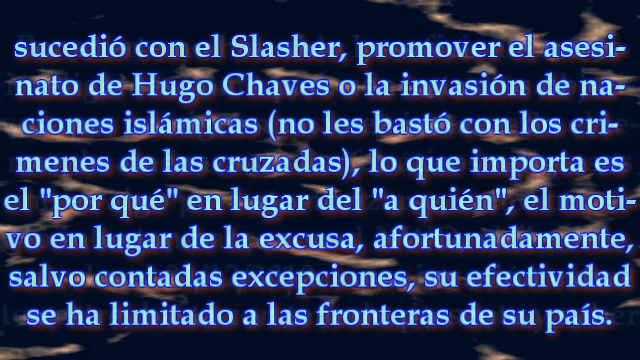 sucedió con el Slasher, promover el asesi-
nato de Hugo Chaves o la invasión de na-
ciones islámicas (no les bastó con los cri-
menes de las cruzadas), lo que importa es
el "por qué" en lugar del "a quién", el moti-
vo en lugar de la excusa, afortunadamente,
salvo contadas excepciones, su efectividad
se ha limitado a las fronteras de su país.